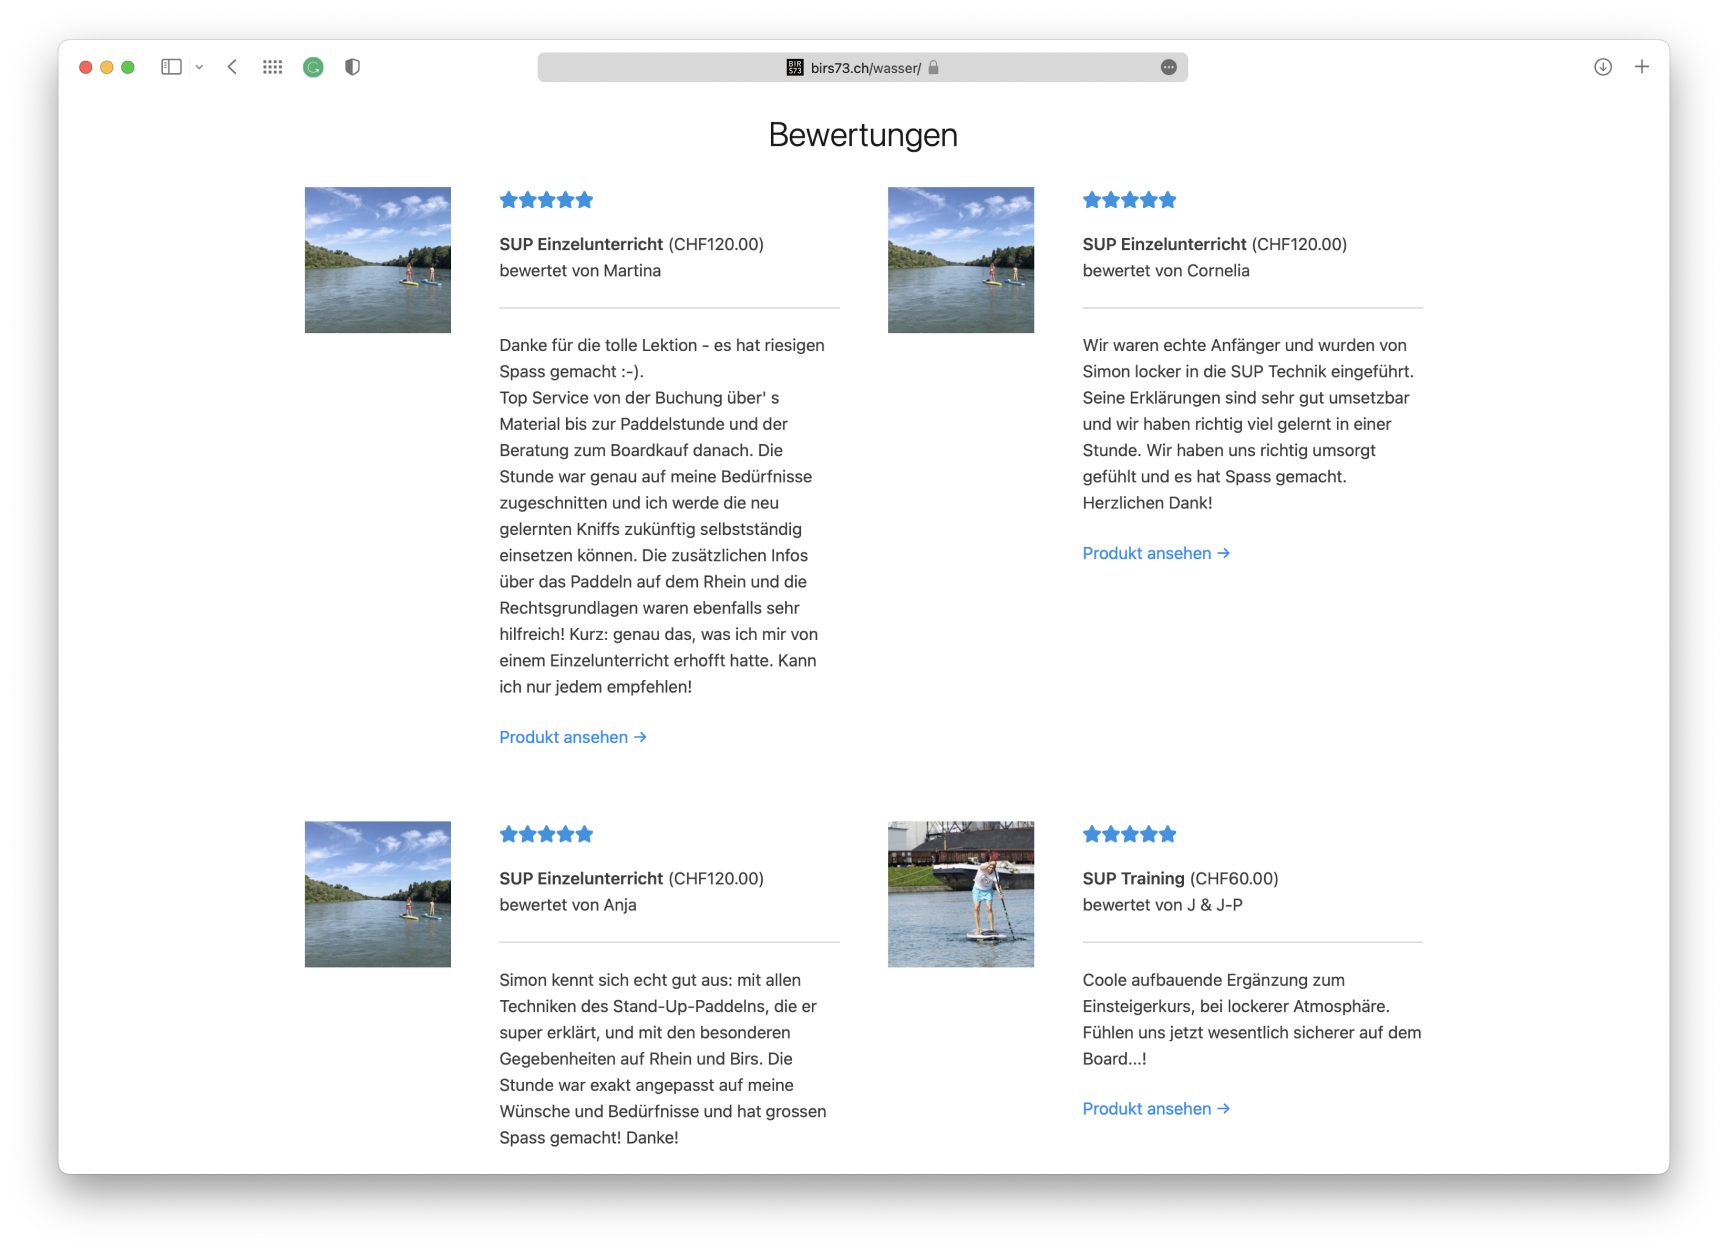 BIR
S73
birs73.ch/wasser/
Bewertungen
SUP Einzelunterricht (CHF120.00)
bewertet von Martina
Danke für die tolle Lektion - es hat riesigen
Spass gemacht :-).
Top Service von der Buchung über' s
Material bis zur Paddelstunde und der
Beratung zum Boardkauf danach. Die
Stunde war genau auf meine Bedürfnisse
zugeschnitten und ich werde die neu
gelernten Kniffs zukünftig selbstständig
einsetzen können. Die zusätzlichen Infos
über das Paddeln auf dem Rhein und die
Rechtsgrundlagen waren ebenfalls sehr
hilfreich! Kurz: genau das, was ich mir von
einem Einzelunterricht erhofft hatte. Kann
ich nur jedem empfehlen!
Produkt ansehen →
SUP Einzelunterricht (CHF120.00)
bewertet von Cornelia
Wir waren echte Anfänger und wurden von
Simon locker in die SUP Technik eingeführt.
Seine Erklärungen sind sehr gut umsetzbar
und wir haben richtig viel gelernt in einer
Stunde. Wir haben uns richtig umsorgt
gefühlt und es hat Spass gemacht.
Herzlichen Dank!
Produkt ansehen →
SUP Einzelunterricht (CHF120.00)
bewertet von Anja
Simon kennt sich echt gut aus: mit allen
Techniken des Stand-Up-Paddelns, die er
super erklärt, und mit den besonderen
Gegebenheiten auf Rhein und Birs. Die
Stunde war exakt angepasst auf meine
Wünsche und Bedürfnisse und hat grossen
Spass gemacht! Danke!
SUP Training (CHF60.00)
bewertet von J & J-P
Coole aufbauende Ergänzung zum
Einsteigerkurs, bei lockerer Atmosphäre.
Fühlen uns jetzt wesentlich sicherer auf dem
Board...!
Produkt ansehen →